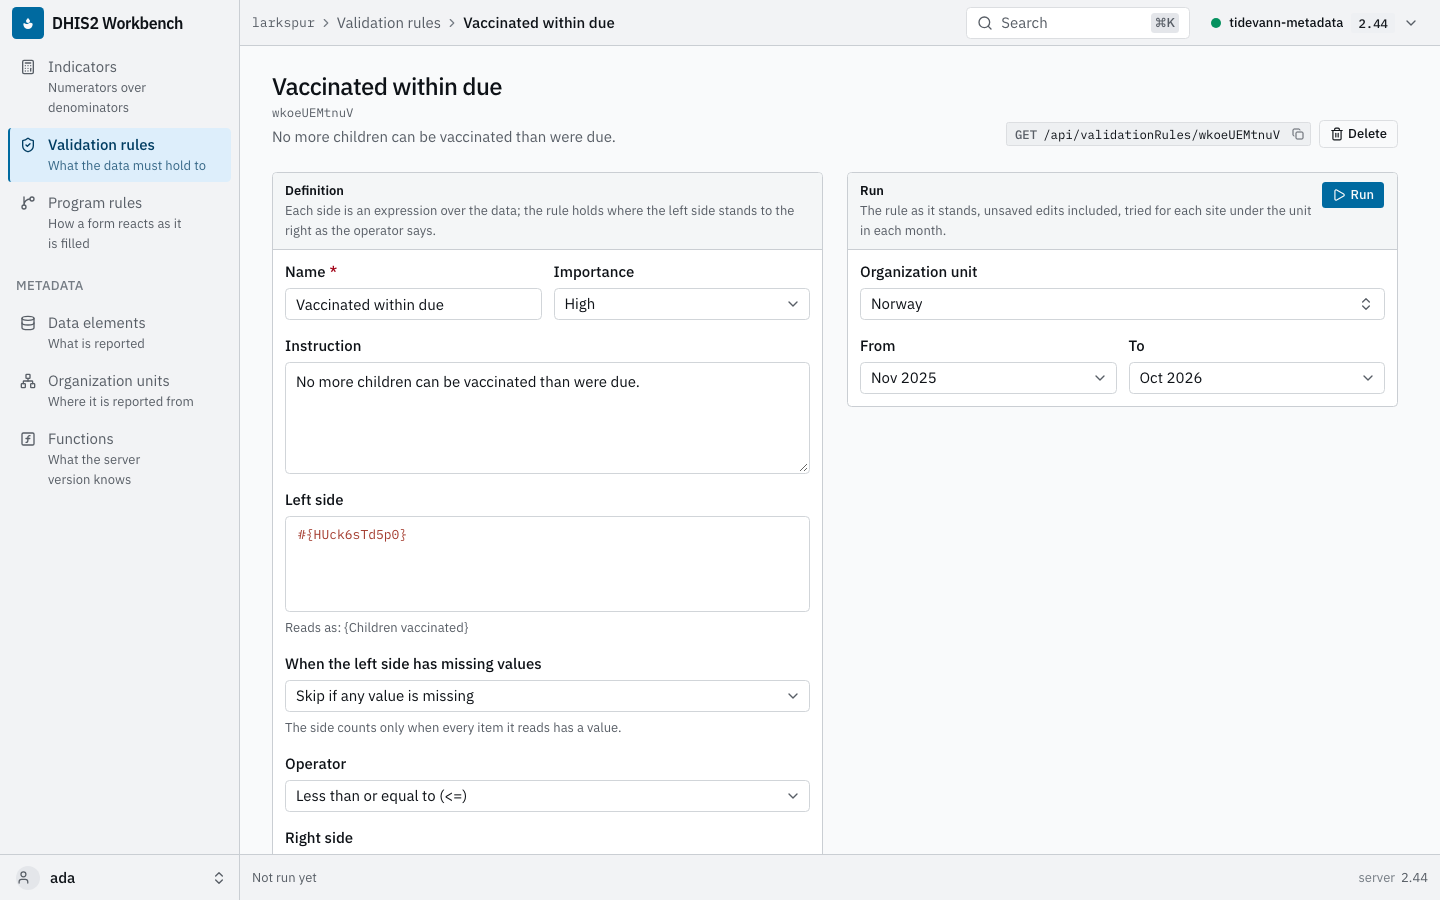 DHIS2 Workbench
larkspur
Validation rules
Vaccinated within due
Search
⌘K
tidevann-metadata
2.44
Indicators
Numerators over
denominators
Validation rules
What the data must hold to
Program rules
How a form reacts as it
is filled
METADATA
Data elements
What is reported
Organization units
Where it is reported from
Functions
What the server
version knows
ada
Vaccinated within due
wkoeUEMtnuV
No more children can be vaccinated than were due.
GET /api/validationRules/wkoeUEMtnuV
Delete
Definition
Each side is an expression over the data; the rule holds where the left side stands to the
right as the operator says.
Name *
Importance
Vaccinated within due
High
Instruction
No more children can be vaccinated than were due.
Left side
#{HUck6sTd5p0}
Reads as: {Children vaccinated}
When the left side has missing values
Skip if any value is missing
The side counts only when every item it reads has a value.
Operator
Less than or equal to (<=)
Right side
Run
Run
The rule as it stands, unsaved edits included, tried for each site under the unit
in each month.
Organization unit
Norway
From
To
Nov 2025
Oct 2026
Not run yet
server 2.44